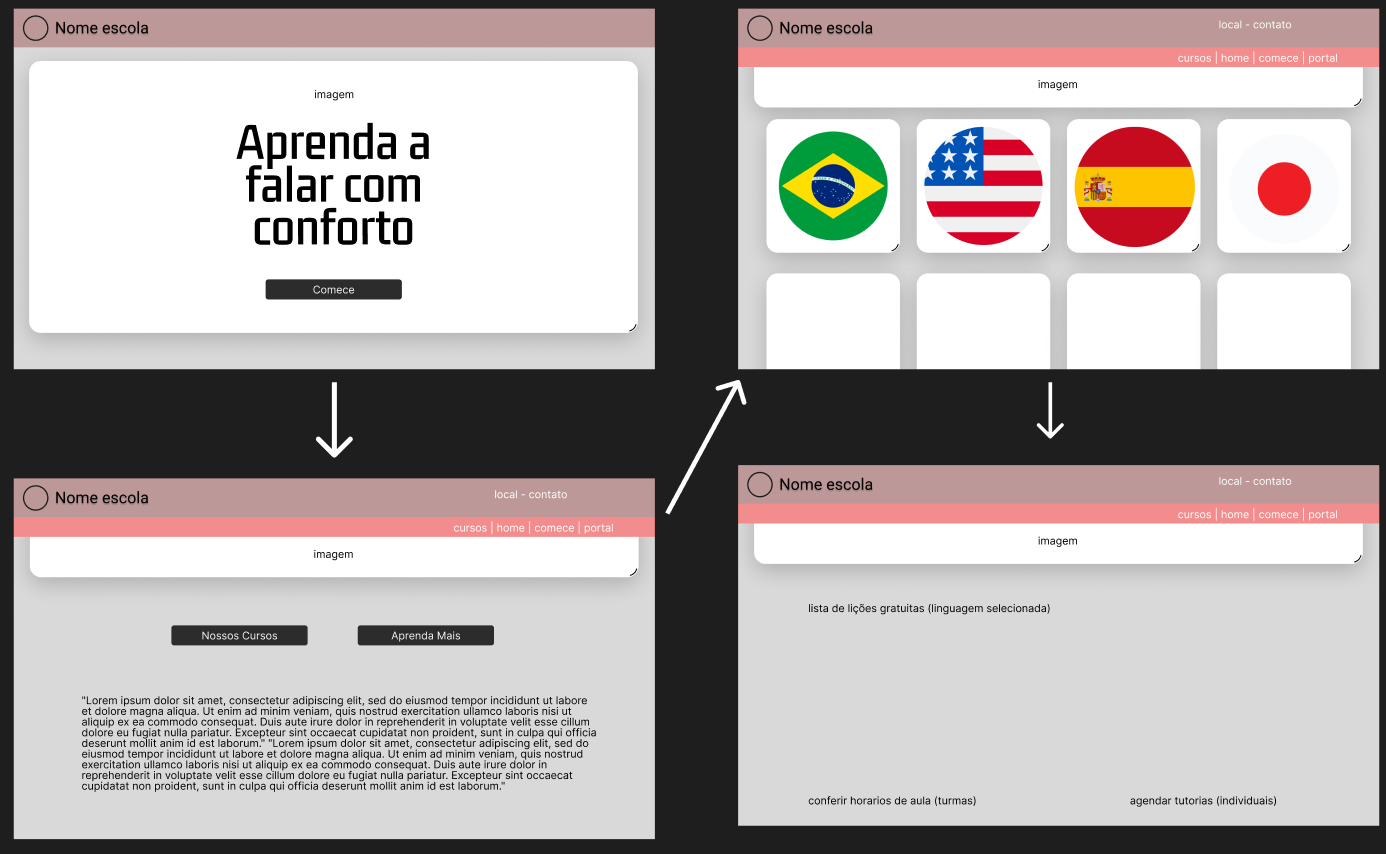 Nome escola
imagem
Aprenda a
falar com
conforto
Comece
Nome escola
local - contato
cursos | home | comece | portal
imagem
Nossos Cursos
Aprenda Mais
"Lorem ipsum dolor sit amet, consectetur adipiscing elit, sed do eiusmod tempor incididunt ut labore
et dolore magna aliqua. Ut enim ad minim veniam, quis nostrud exercitation ullamco laboris nisi ut
aliquip ex ea commodo consequat. Duis aute irure dolor in reprehenderit in voluptate velit esse cillum
dolore eu fugiat nulla pariatur. Excepteur sint occaecat cupidatat non proident, sunt in culpa qui officia
deserunt mollit anim id est laborum." "Lorem ipsum dolor sit amet, consectetur adipiscing elit, sed do
eiusmod tempor incididunt ut labore et dolore magna aliqua. Ut enim ad minim veniam, quis nostrud
exercitation ullamco laboris nisi ut aliquip ex ea commodo consequat. Duis aute irure dolor in
reprehenderit in voluptate velit esse cillum dolore eu fugiat nulla pariatur. Excepteur sint occaecat
cupidatat non proident, sunt in culpa qui officia deserunt mollit anim id est laborum."
Nome escola
local - contato
cursos | home | comece | portal
imagem
Nome escola
local - contato
cursos | home | comece | portal
imagem
lista de lições gratuitas (linguagem selecionada)
conferir horarios de aula (turmas)
agendar tutorias (individuais)